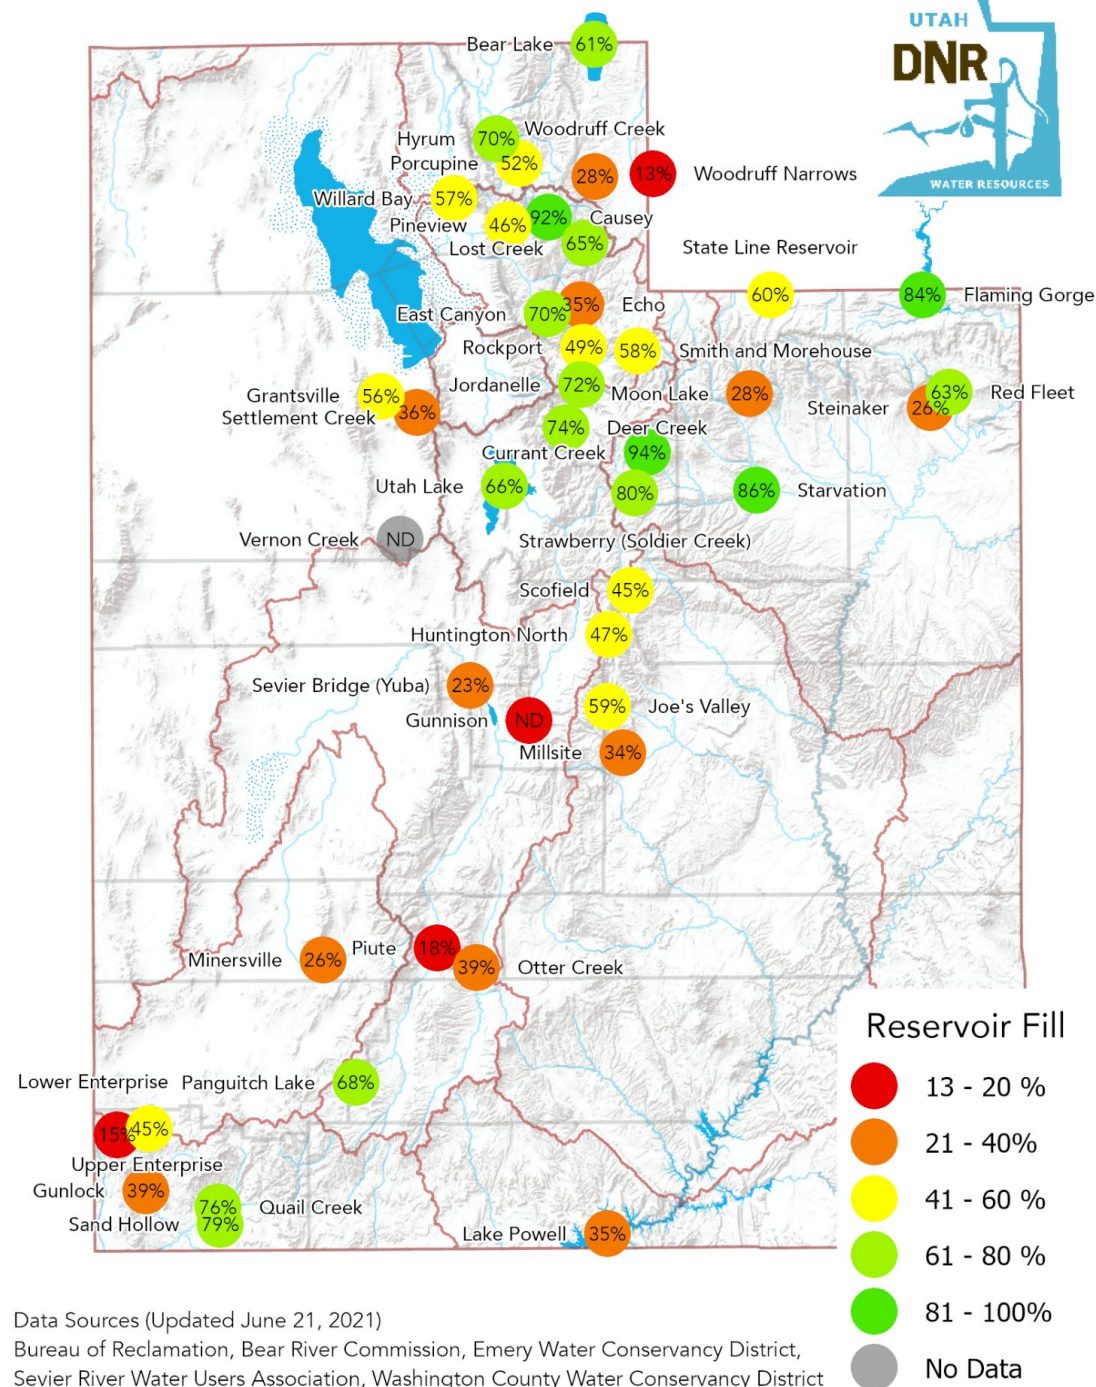 UTAH
DNR
WATER RESOURCES
Bear Lake
61%
Woodruff Creek
Hyrum
70%
Porcupine
52%
28%
13%
Woodruff Narrows
Willard Bay
57%
Pineview
46%
92%
Causey
Lost Creek
65%
State Line Reservoir
60%
84%
Flaming Gorge
East Canyon
70%
35%
Echo
Rockport
49%
58%
Smith and Morehouse
Jordanelle
72%
Moon Lake
28%
63%
Red Fleet
Grantsville
56%
Settlement Creek
36%
Steinaker
26%
74%
Deer Creek
Currant Creek
94%
Utah Lake
66%
80%
86%
Starvation
Vernon Creek
ND
Strawberry (Soldier Creek)
Scofield
45%
Huntington North
47%
Sevier Bridge (Yuba)
23%
59%
Joe's Valley
Gunnison
ND
Millsite
34%
Piute
18%
Minersville
26%
39%
Otter Creek
Lower Enterprise
Panguitch Lake
68%
15%
45%
Upper Enterprise
Gunlock
39%
76%
Quail Creek
Sand Hollow
79%
Lake Powell
35%
Reservoir Fill
13 - 20 %
21 - 40%
41 - 60 %
61 - 80 %
81 - 100%
No Data
Data Sources (Updated June 21, 2021)
Bureau of Reclamation, Bear River Commission, Emery Water Conservancy District,
Sevier River Water Users Association, Washington County Water Conservancy District